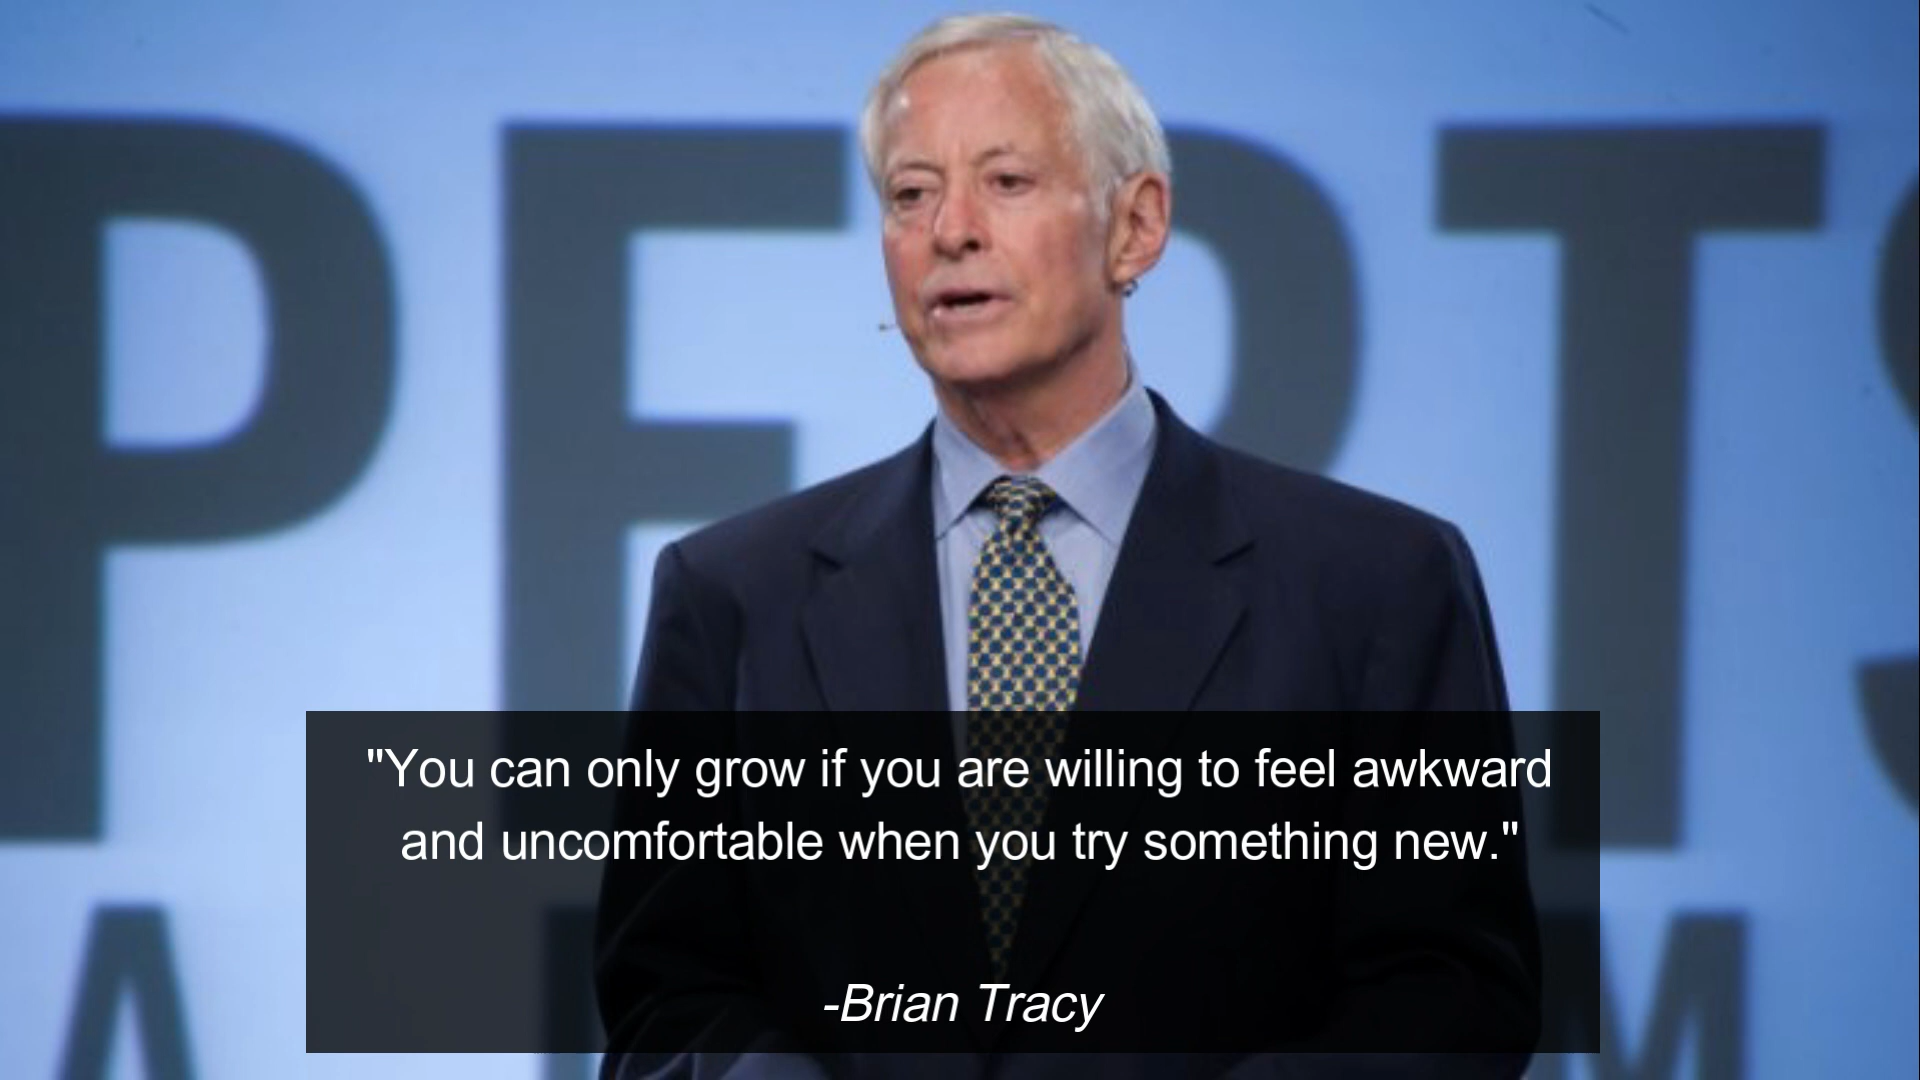 PERTS
A M
"You can only grow if you are willing to feel awkward
and uncomfortable when you try something new."
-Brian Tracy